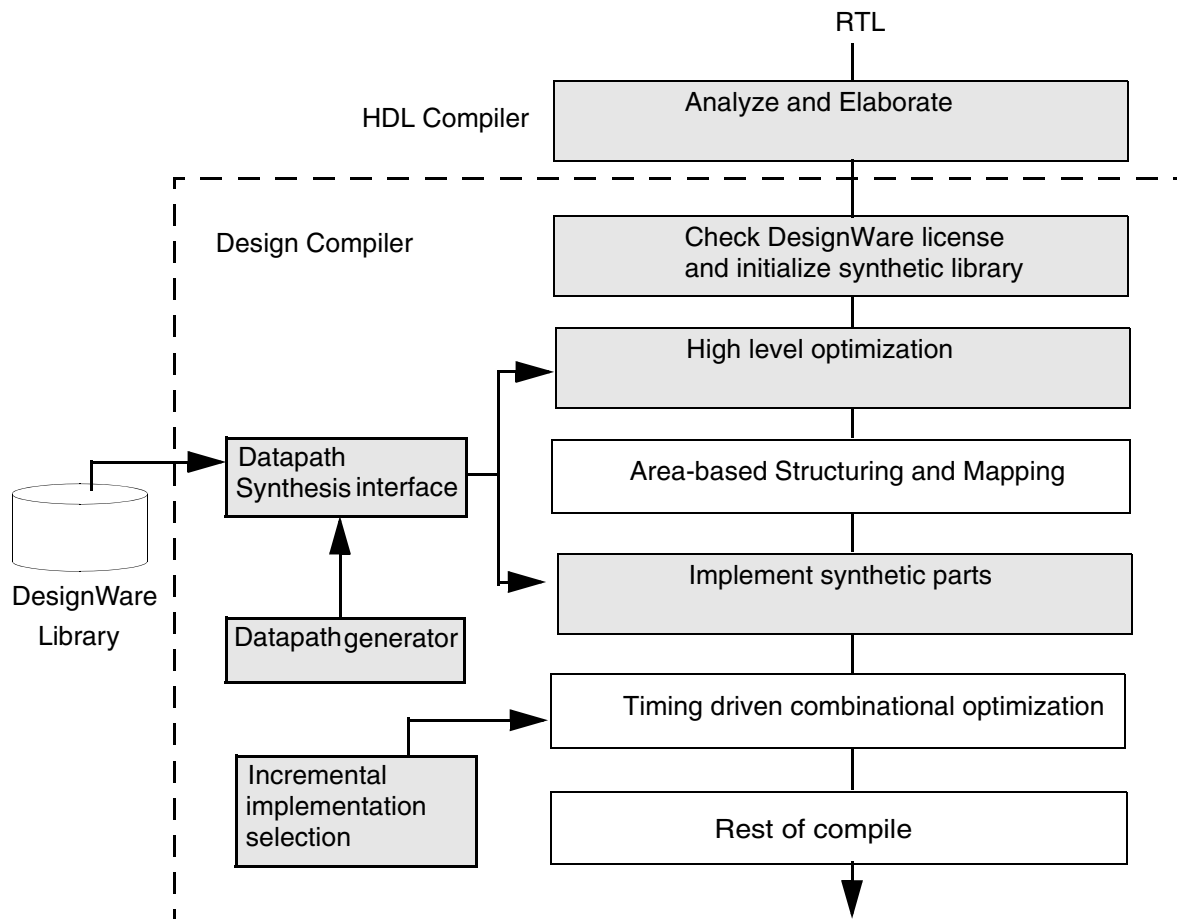 RTL
Analyze and Elaborate
HDL Compiler
Check DesignWare license
and initialize synthetic library
Design Compiler
High level optimization
Datapath
Synthesis interface
Area-based Structuring and Mapping
Implement synthetic parts
DesignWare
Library
Datapath generator
Timing driven combinational optimization
Incremental
implementation
selection
Rest of compile